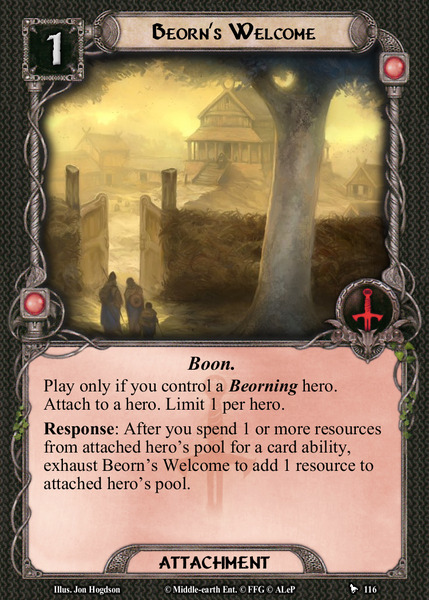 1
Beorn's Welcome
Boon.
Play only if you control a Beorning hero.
Attach to a hero. Limit 1 per hero.
Response: After you spend 1 or more resources
from attached hero's pool for a card ability,
exhaust Beorn's Welcome to add 1 resource to
attached hero's pool.
ATTACHMENT
Illus. Jon Hogdson © Middle-earth Ent. © FFG © ALeP 116